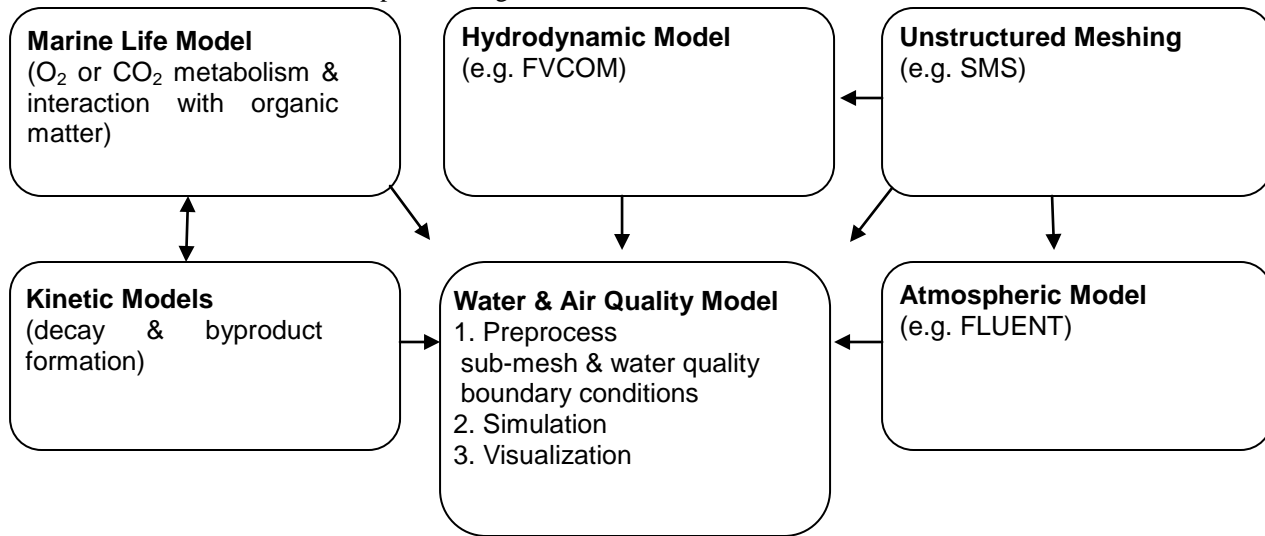 Marine Life Model
(O₂ or CO₂ metabolism &
interaction with organic
matter)
Hydrodynamic Model
(e.g. FVCOM)
Unstructured Meshing
(e.g. SMS)
Kinetic Models
(decay & byproduct
formation)
Water & Air Quality Model
1. Preprocess
sub-mesh & water quality
boundary conditions
2. Simulation
3. Visualization
Atmospheric Model
(e.g. FLUENT)